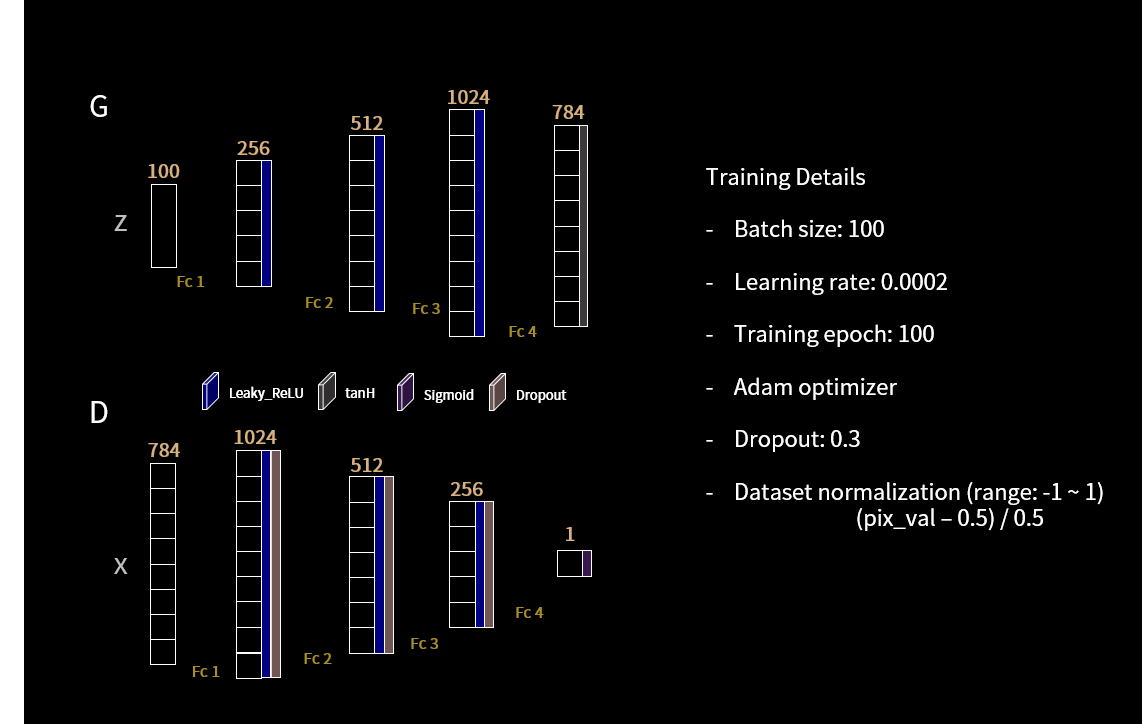 G
1024
784
512
256
100
Z
Fc 1
Fc 2
Fc 3
Fc 4
Leaky_ReLU
tanH
Sigmoid
Dropout
D
784
1024
512
256
1
X
Fc 1
Fc 2
Fc 3
Fc 4
Training Details
- Batch size: 100
- Learning rate: 0.0002
- Training epoch: 100
- Adam optimizer
- Dropout: 0.3
- Dataset normalization (range: -1 ~ 1)
(pix_val – 0.5) / 0.5